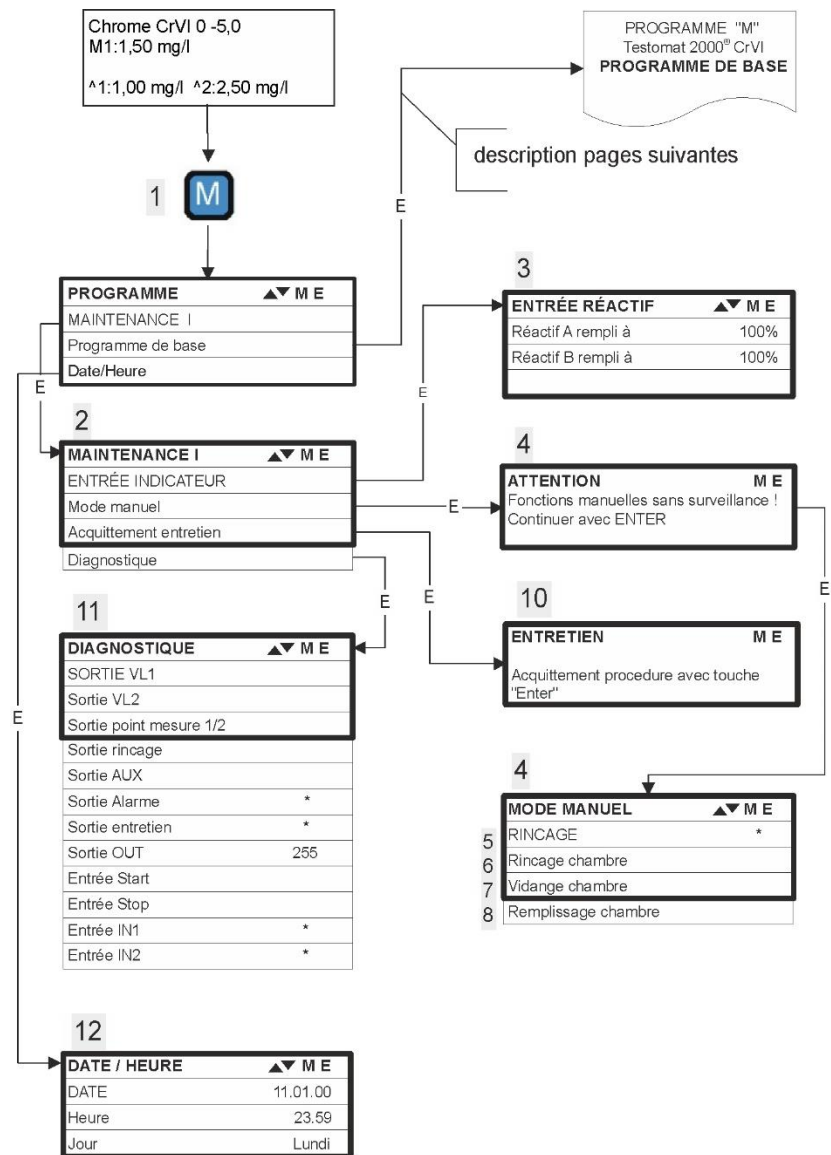 Chrome CrVI 0 -5,0
M1:1,50 mg/l
^1:1,00 mg/l ^2:2,50 mg/l
PROGRAMME "M"
Testomat 2000® CrVI
PROGRAMME DE BASE
description pages suivantes
1
M
E
PROGRAMME ▲▼ M E
MAINTENANCE I
Programme de base
Date/Heure
E
3
ENTRÉE RÉACTIF ▲▼ M E
Réactif A rempli à 100%
Réactif B rempli à 100%
E
2
MAINTENANCE I ▲▼ M E
ENTRÉE INDICATEUR
Mode manuel
Acquittement entretien
Diagnostique
E
4
ATTENTION M E
Fonctions manuelles sans surveillance !
Continuer avec ENTER
E
E
E
10
ENTRETIEN M E
Acquittement procedure avec touche
"Enter"
11
DIAGNOSTIQUE ▲▼ M E
SORTIE VL1
Sortie VL2
Sortie point mesure 1/2
Sortie rincage
Sortie AUX
Sortie Alarme *
Sortie entretien *
Sortie OUT 255
Entrée Start
Entrée Stop
Entrée IN1 *
Entrée IN2 *
E
4
MODE MANUEL ▲▼ M E
5 RINCAGE *
6 Rincage chambre
7 Vidange chambre
8 Remplissage chambre
12
DATE / HEURE ▲▼ M E
DATE 11.01.00
Heure 23.59
Jour Lundi